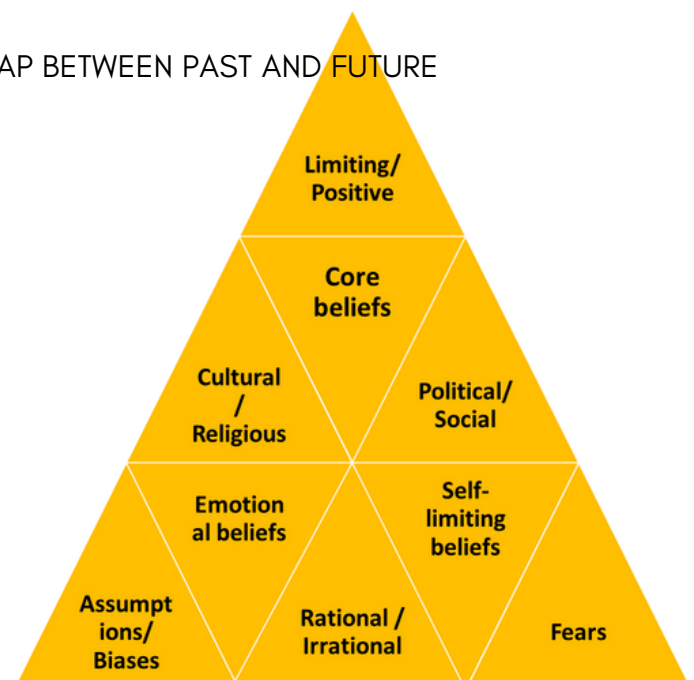 AP BETWEEN PAST AND FUTURE
Limiting/
Positive
Core
beliefs
Cultural
/
Religious
Political/
Social
Emotion
al beliefs
Self-
limiting
beliefs
Assumpt
ions/
Biases
Rational /
Irrational
Fears